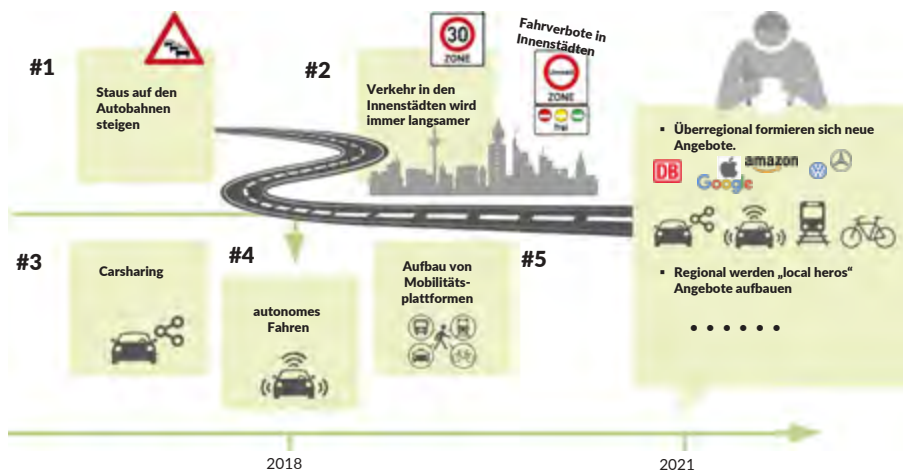 #1
Staus auf den
Autobahnen
steigen
#2
30
ZONE
Verkehr in den
Innenstädten wird
immer langsamer
Fahrverbote in
Innenstädten
Umwelt
ZONE
frei
#3
Carsharing
#4
autonomes
Fahren
Aufbau von
Mobilitäts-
plattformen
#5
▪ Überregional formieren sich neue
Angebote.
DB
Google
amazon
▪ Regional werden „local heros“
Angebote aufbauen
• • • • • •
2018
2021